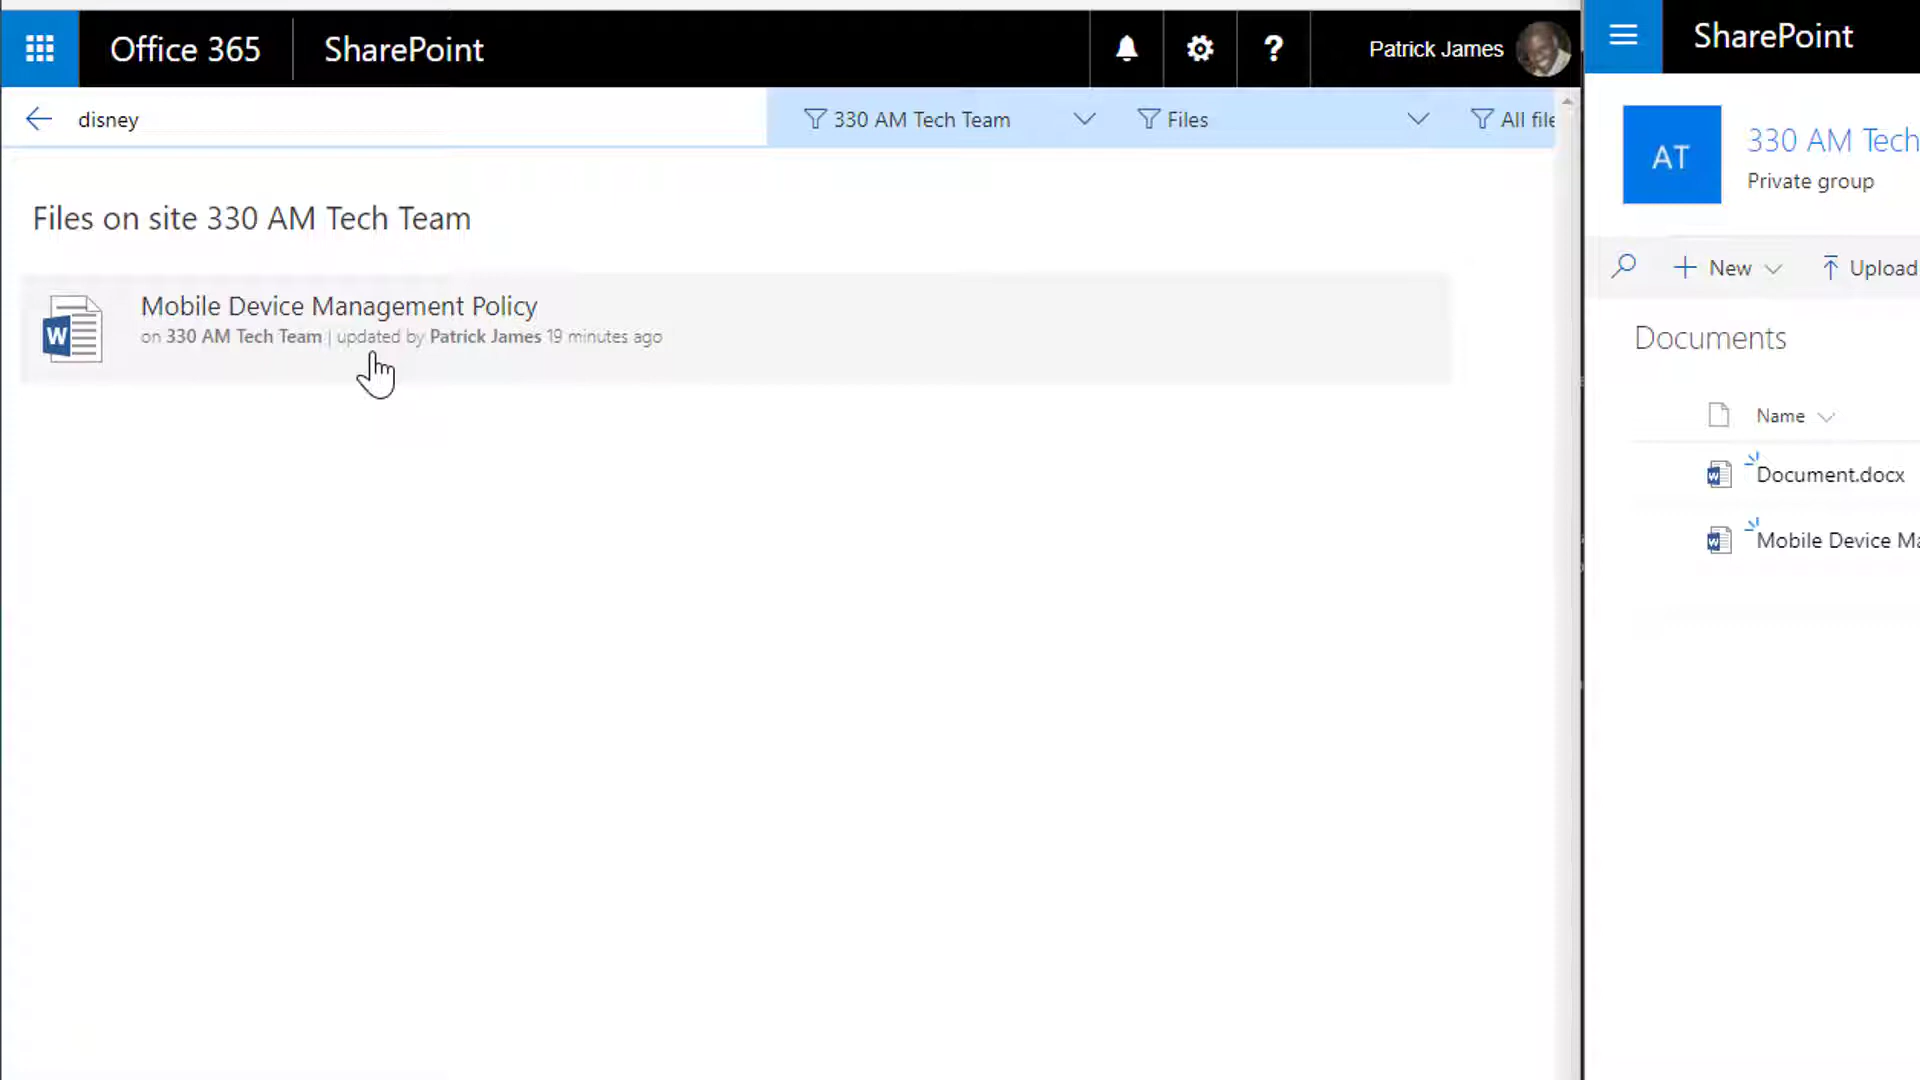 Office 365 SharePoint Patrick James
disney 330 AM Tech Team Files All file
Files on site 330 AM Tech Team
W
Mobile Device Management Policy
on 330 AM Tech Team | updated by Patrick James 19 minutes ago
SharePoint
AT
330 AM Tech
Private group
New Upload
Documents
Name
Document.docx
Mobile Device Ma